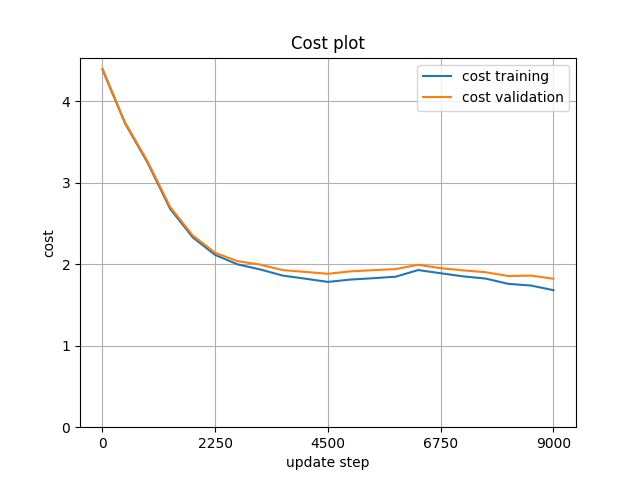 Cost plot
cost training
cost validation
4
3
2
1
0
cost
0 2250 4500 6750 9000
update step